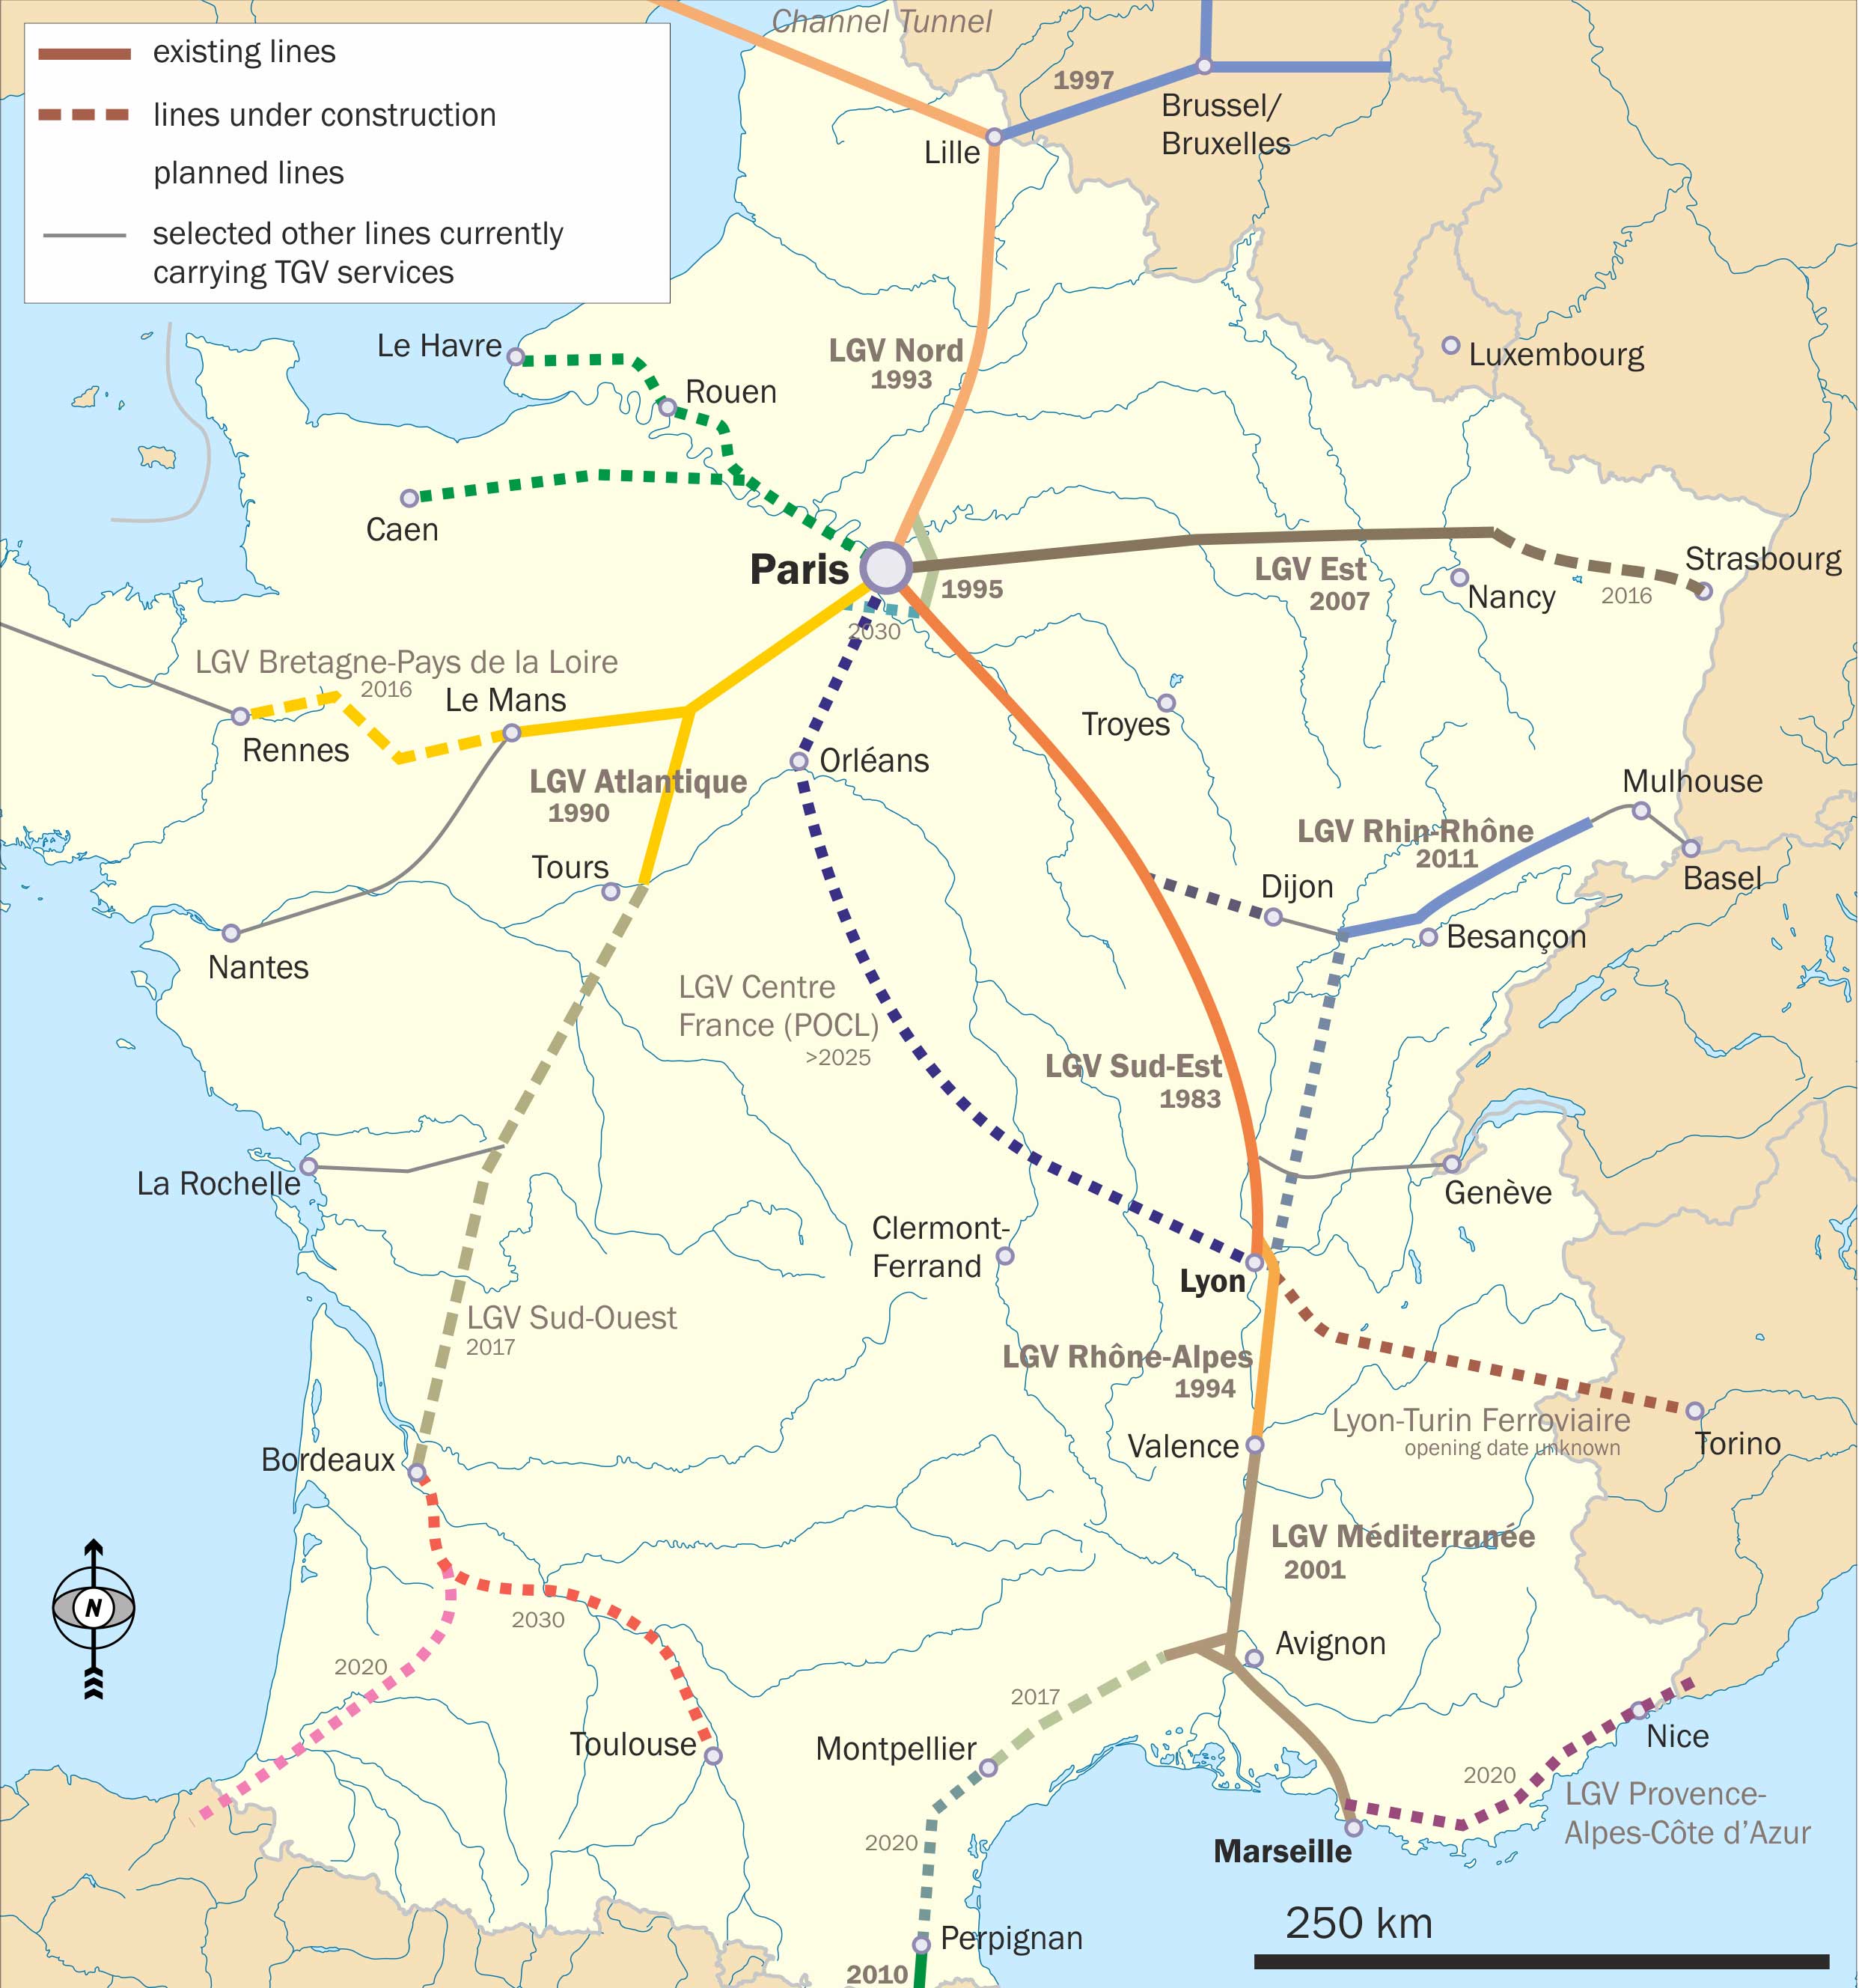 Channel Tunnel
existing lines
lines under construction
planned lines
selected other lines currently
carrying TGV services
1997
Brussel/
Bruxelles
Lille
Le Havre
LGV Nord
1993
Luxembourg
Rouen
Caen
Paris
1995
LGV Est
2007
Strasbourg
Nancy
2016
2030
LGV Bretagne-Pays de la Loire
2016
Le Mans
Rennes
Troyes
Orléans
LGV Atlantique
1990
Mulhouse
LGV Rhin-Rhône
2011
Tours
Dijon
Basel
Besançon
Nantes
LGV Centre
France (POCL)
>2025
LGV Sud-Est
1983
La Rochelle
Genève
Clermont-
Ferrand
Lyon
LGV Sud-Ouest
2017
LGV Rhône-Alpes
1994
Lyon-Turin Ferroviaire
opening date unknown
Torino
Valence
Bordeaux
LGV Méditerranée
2001
N
2030
Avignon
2020
2017
Toulouse
Montpellier
Nice
2020
LGV Provence-
Alpes-Côte d'Azur
2020
Marseille
250 km
Perpignan
2010